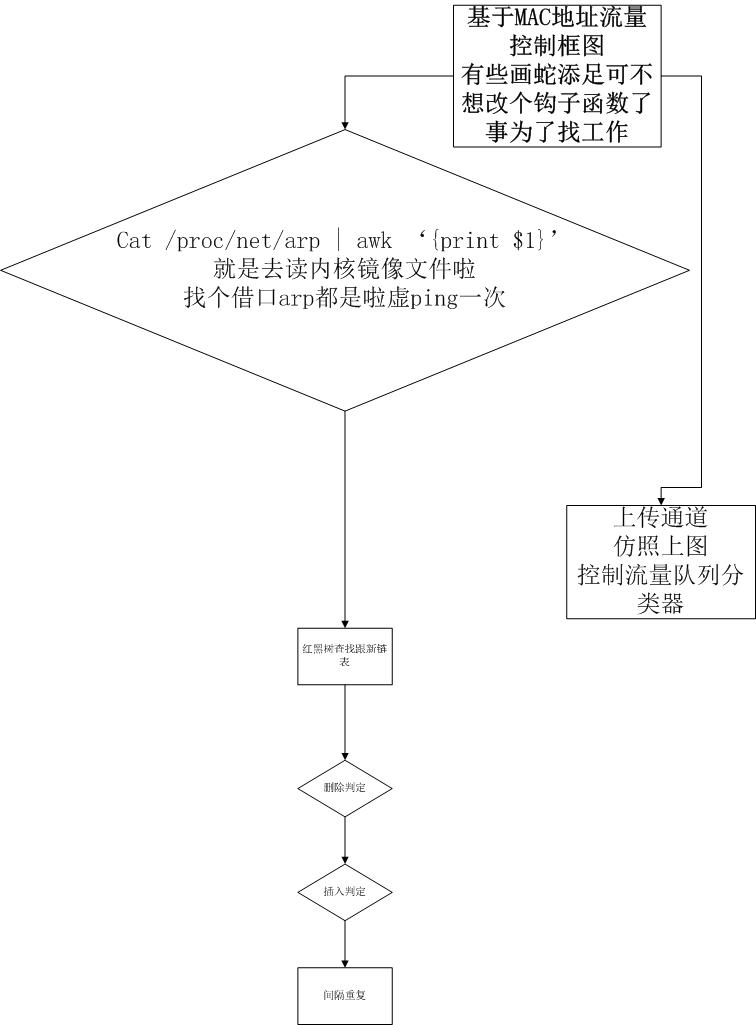 基于MAC地址流量
控制框图
有些画蛇添足可不
想改个钩子函数了
事为了找工作
Cat /proc/net/arp | awk ‘{print $1}’
就是去读内核镜像文件啦
找个借口arp都是啦虚ping一次
上传通道
仿照上图
控制流量队列分
类器
红黑树查找跟新链
表
删除判定
插入判定
间隔重复